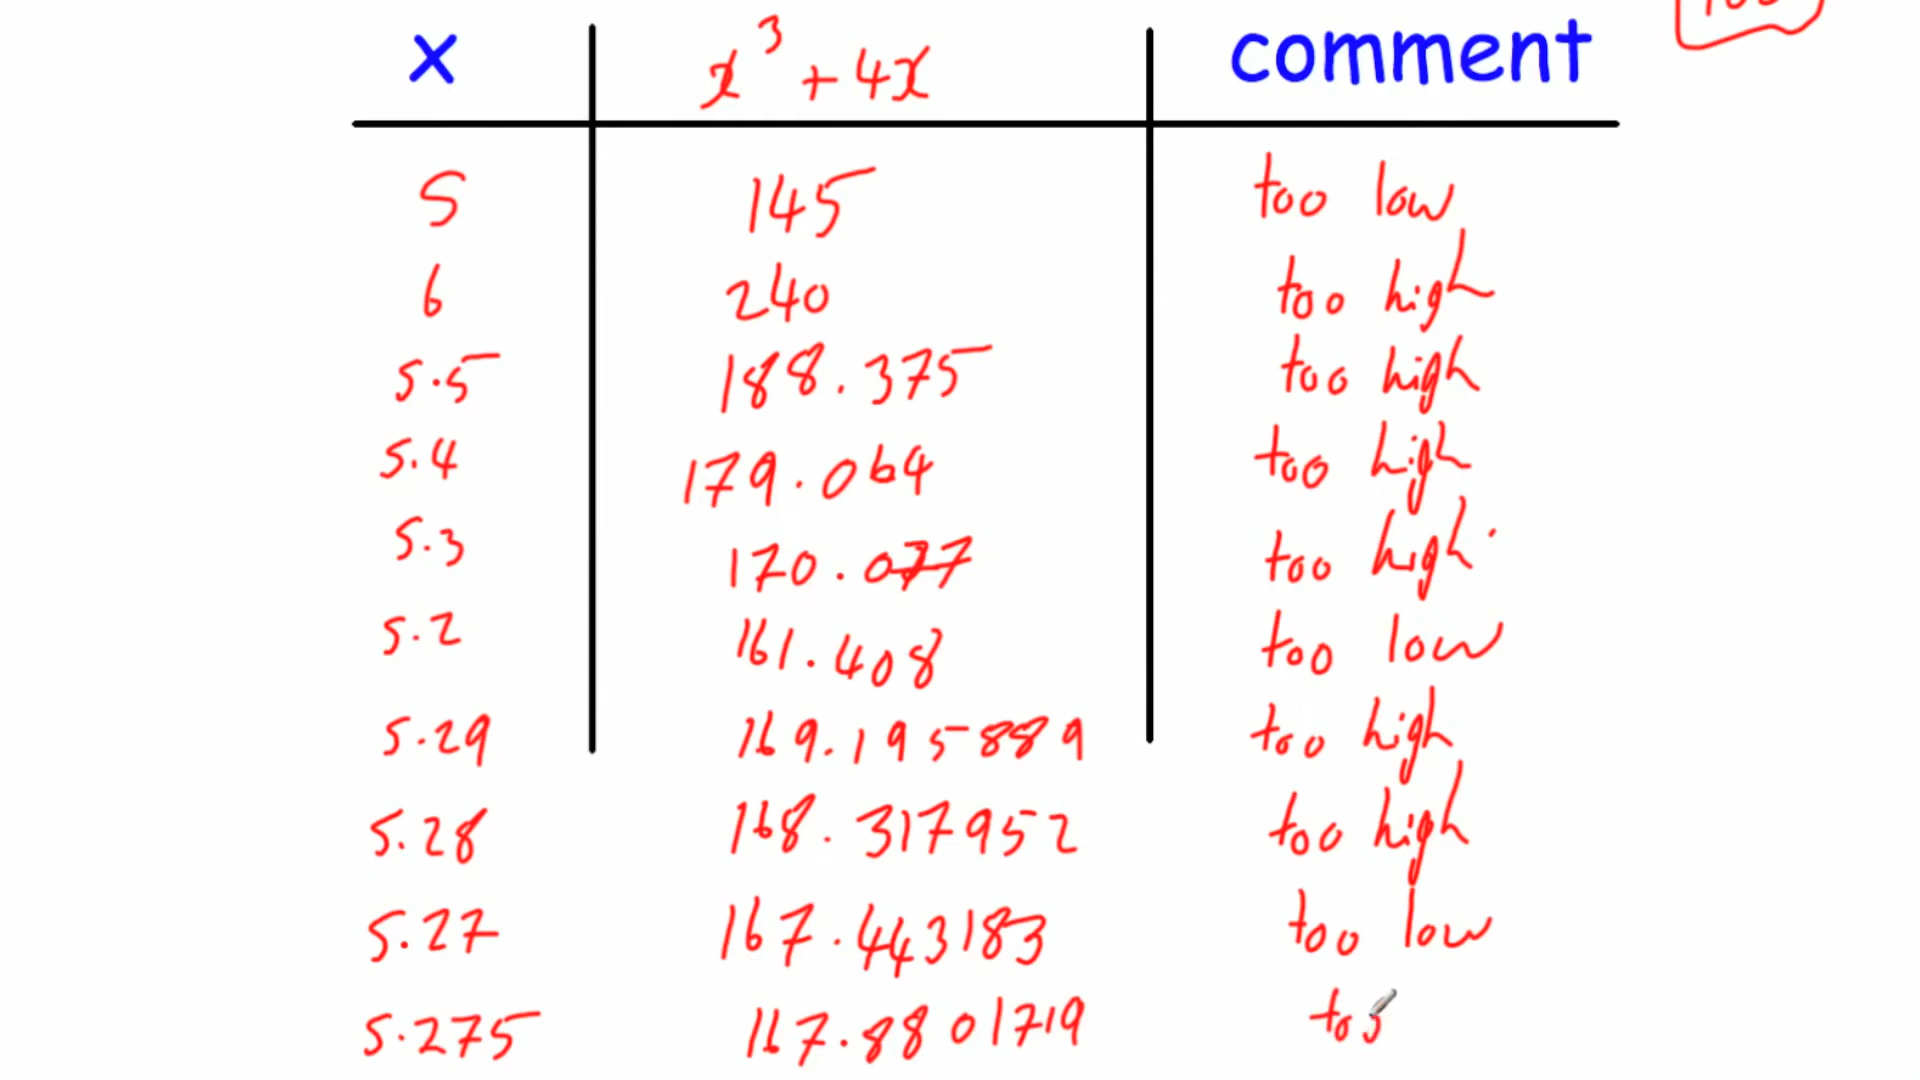 x x³ + 4x comment
5 145 too low
6 240 too high
5.5 188.375 too high
5.4 179.064 too high
5.3 170.077 too high
5.2 161.408 too low
5.29 169.195889 too high
5.28 168.317952 too high
5.27 167.443183 too low
5.275 167.8801719 too